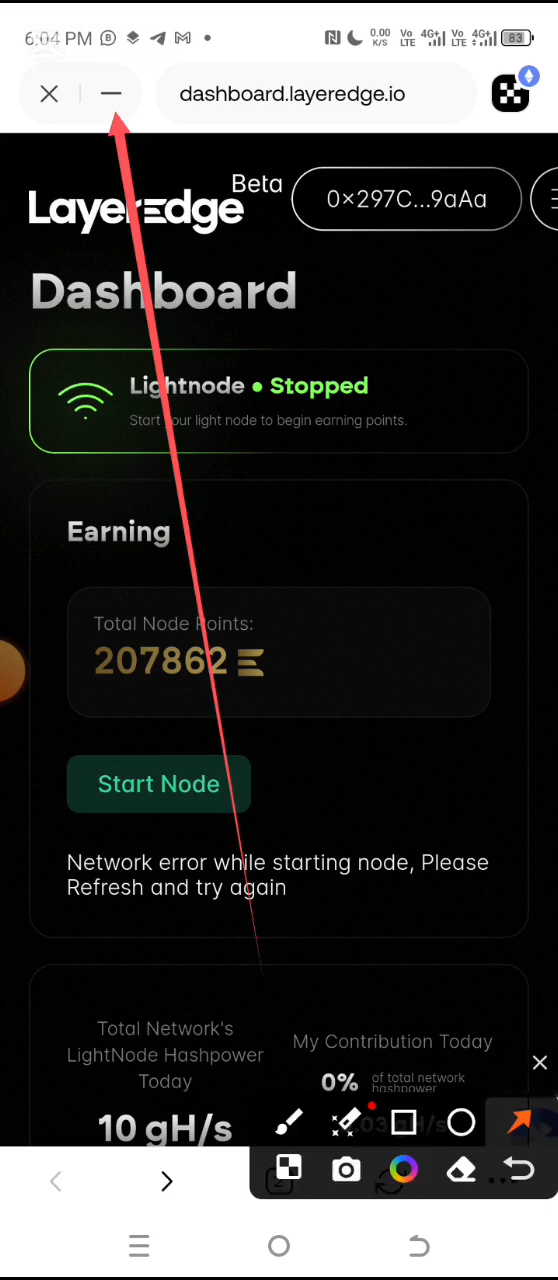 6:04 PM
0.00 K/S
Vo LTE
4G+
Vo LTE
4G+
83
dashboard.layeredge.io
LayerEdge
Beta
0×297C...9aAa
Dashboard
Lightnode • Stopped
Start your light node to begin earning points.
Earning
Total Node Points:
207862
Start Node
Network error while starting node, Please
Refresh and try again
Total Network's
LightNode Hashpower
Today
10 gH/s
My Contribution Today
0%
of total network
hashpower